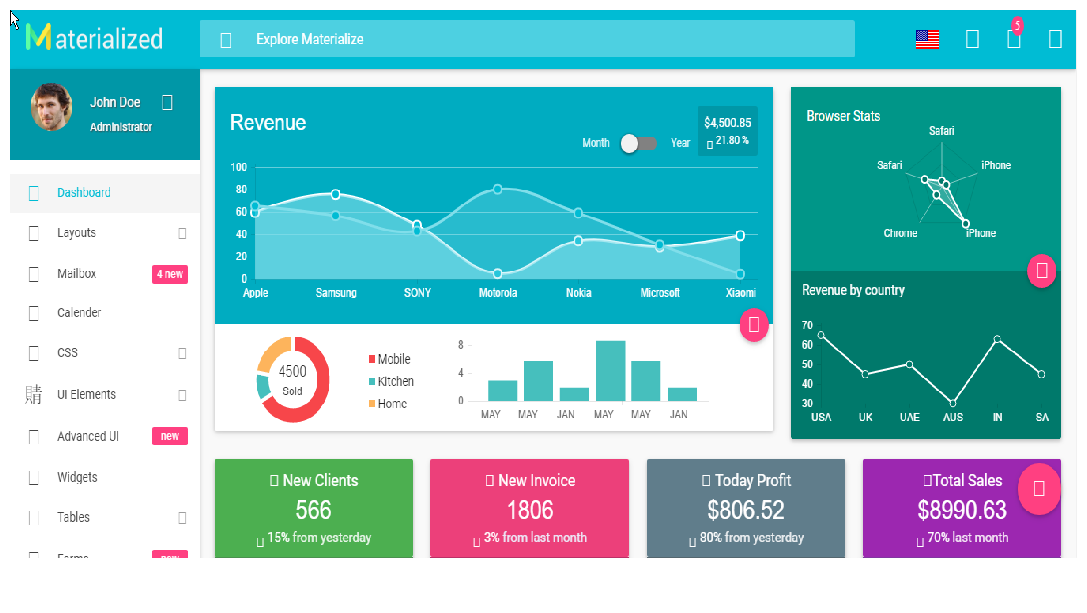 Materialized
Explore Materialize
5
John Doe
Administrator
Dashboard
Layouts
Mailbox
4 new
Calender
CSS
賭 UI Elements
Advanced UI
new
Widgets
Tables
Forms
new
Revenue
Month
Year
$4,500.85
21.80 %
100
80
60
40
20
0
Apple
Samsung
SONY
Motorola
Nokia
Microsoft
Xiaomi
4500
Sold
Mobile
Kitchen
Home
8
4
0
MAY
MAY
JAN
MAY
MAY
JAN
Browser Stats
Safari
Safari
iPhone
Chrome
iPhone
Revenue by country
70
60
50
40
30
USA
UK
UAE
AUS
IN
SA
New Clients
566
15% from yesterday
New Invoice
1806
3% from last month
Today Profit
$806.52
80% from yesterday
Total Sales
$8990.63
70% last month